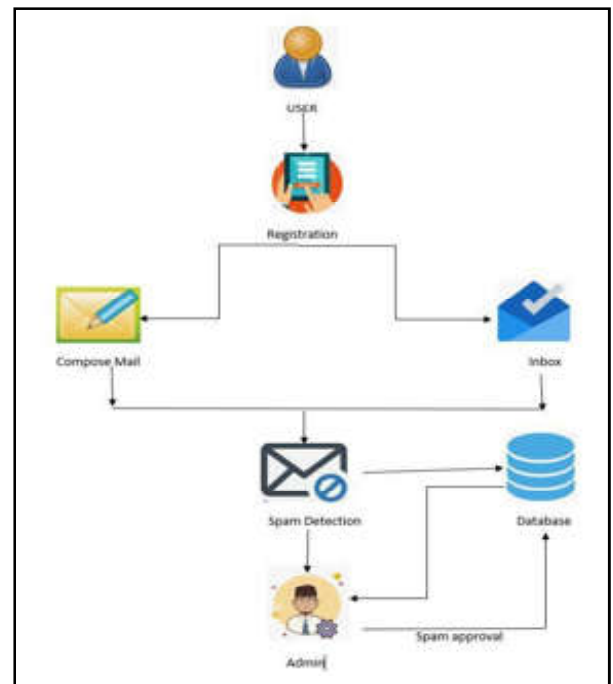 USER
Registration
Compose Mail
Inbox
Spam Detection
Database
Spam approval
Admin